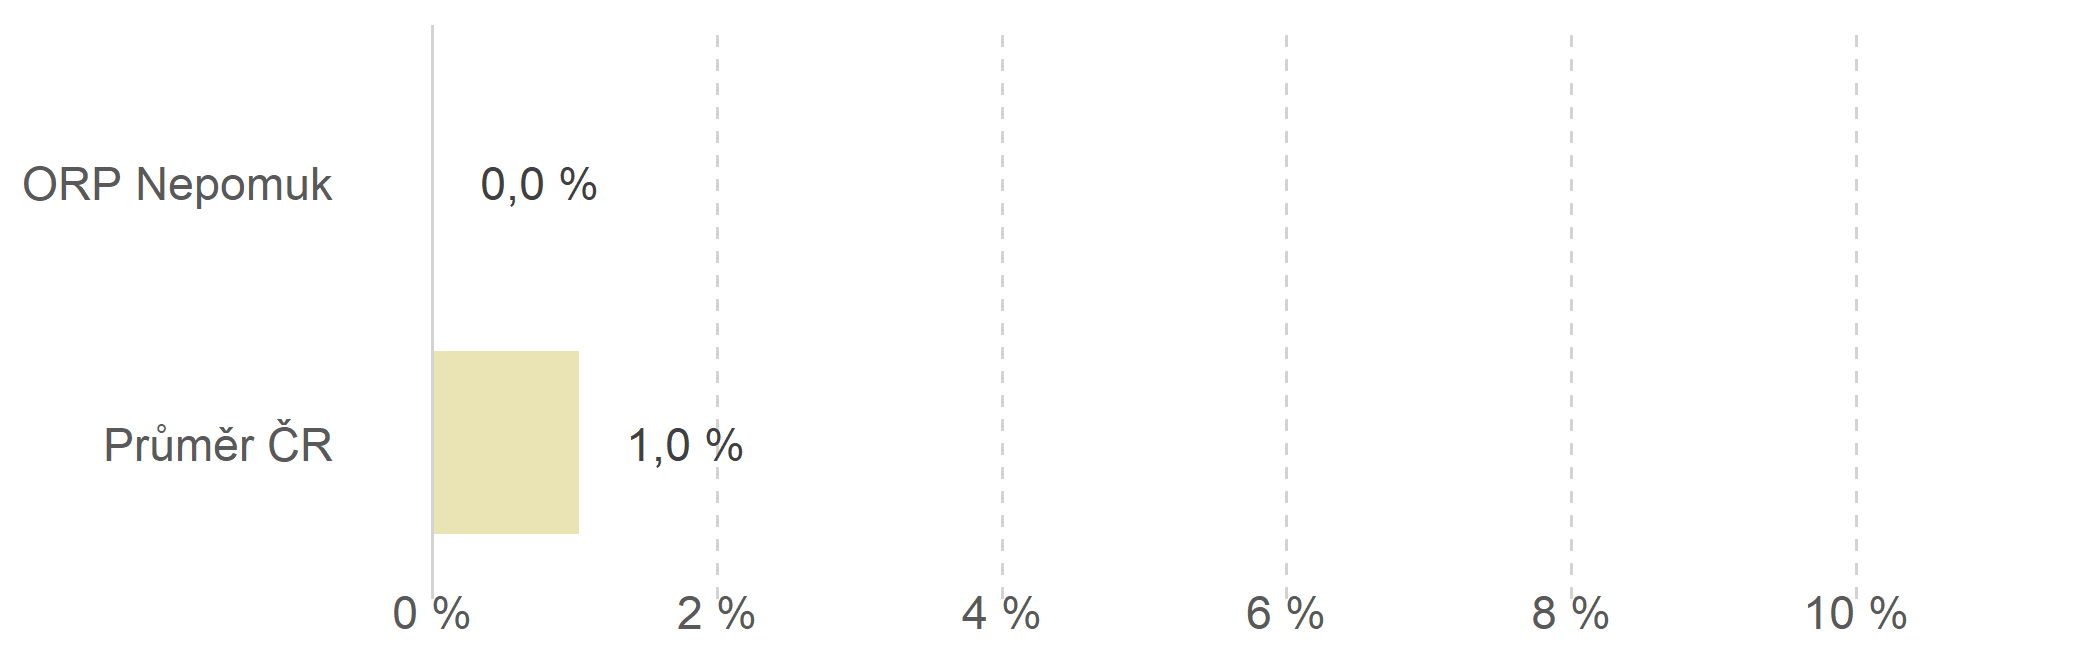 ORP Nepomuk 0,0 %
Průměr ČR 1,0 %
0 % 2 % 4 % 6 % 8 % 10 %